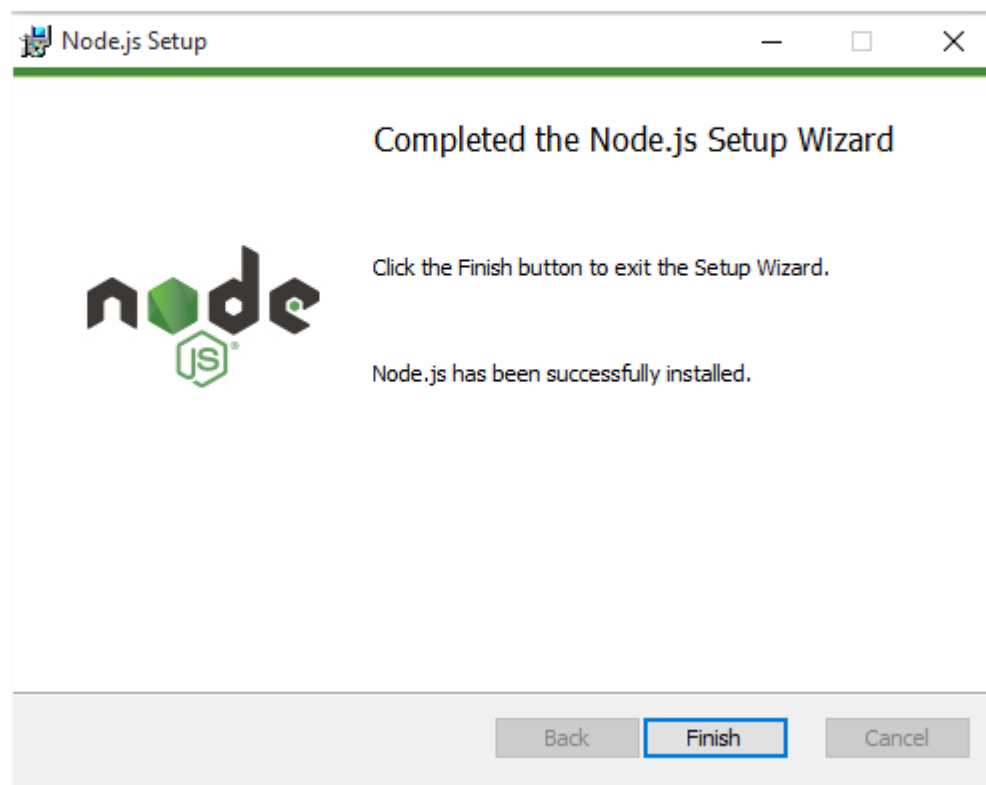 Node.js Setup
Completed the Node.js Setup Wizard
Click the Finish button to exit the Setup Wizard.
node
JS®
Node.js has been successfully installed.
Back Finish Cancel